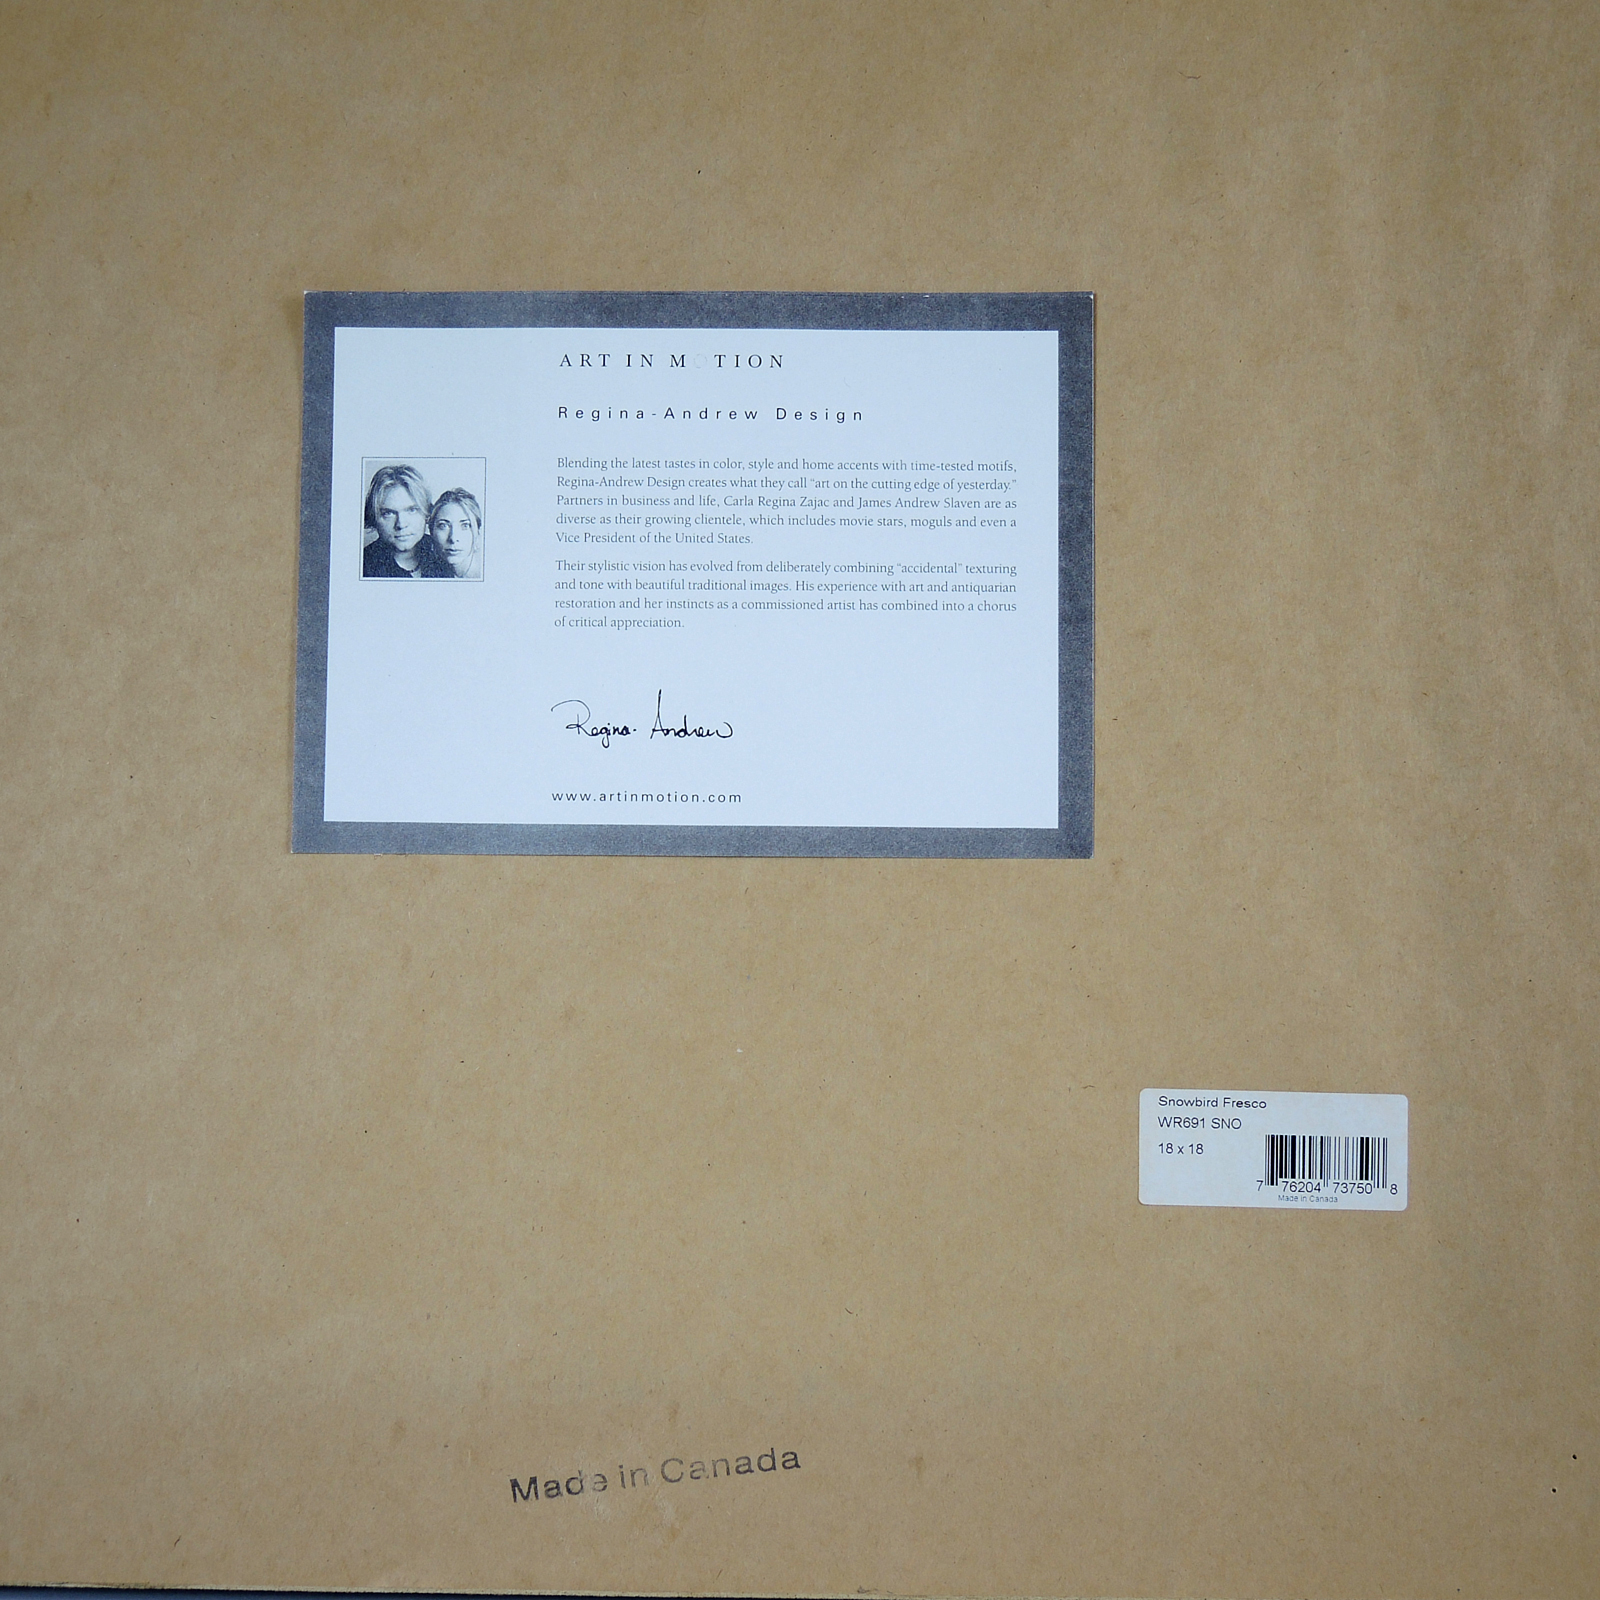 ART IN MOTION
Regina-Andrew Design
Blending the latest tastes in color, style and home accents with time-tested motifs,
Regina-Andrew Design creates what they call “art on the cutting edge of yesterday.”
Partners in business and life, Carla Regina Zajac and James Andrew Slaven are as
diverse as their growing clientele, which includes movie stars, moguls and even a
Vice President of the United States.
Their stylistic vision has evolved from deliberately combining “accidental” texturing
and tone with beautiful traditional images. His experience with art and antiquarian
restoration and her instincts as a commissioned artist has combined into a chorus
of critical appreciation.
Regina-Andrew
www.artinmotion.com
Snowbird Fresco
WR691 SNO
18 x 18
7 76204 73750 8
Made in Canada
Made in Canada